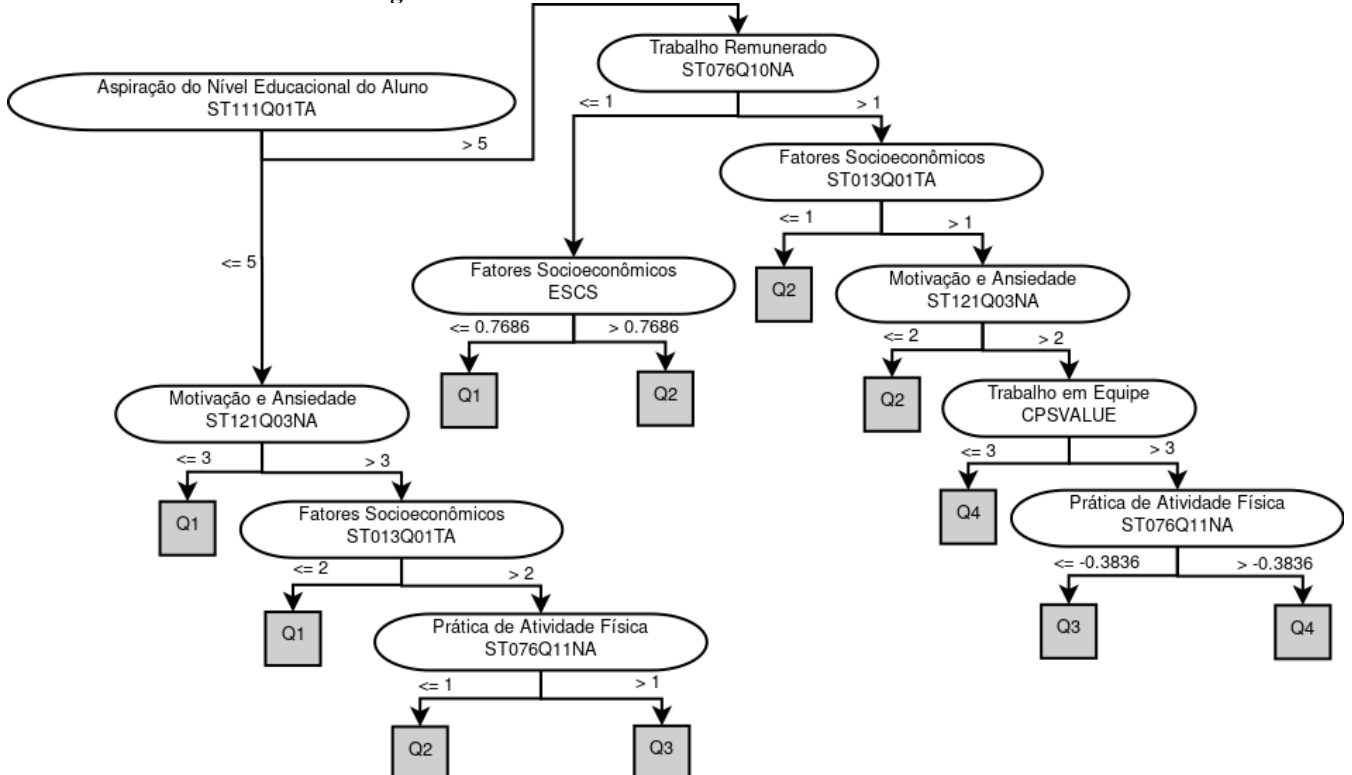 Trabalho Remunerado
ST076Q10NA
Aspiração do Nível Educacional do Aluno
ST111Q01TA
<= 1
> 1
> 5
Fatores Socioeconômicos
ST013Q01TA
<= 1
> 1
<= 5
Fatores Socioeconômicos
ESCS
Q2
Motivação e Ansiedade
ST121Q03NA
<= 0.7686
> 0.7686
<= 2
> 2
Q1
Q2
Q2
Trabalho em Equipe
CPSVALUE
Motivação e Ansiedade
ST121Q03NA
<= 3
> 3
<= 3
> 3
Q1
Fatores Socioeconômicos
ST013Q01TA
Q4
Prática de Atividade Física
ST076Q11NA
<= 2
> 2
<= -0.3836
> -0.3836
Q1
Prática de Atividade Física
ST076Q11NA
Q3
Q4
<= 1
> 1
Q2
Q3